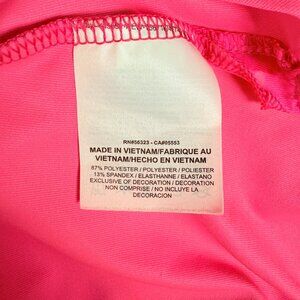 RN#56323 - CA#05553
MADE IN VIETNAM/FABRIQUE AU
VIETNAM/HECHO EN VIETNAM
87% POLYESTER / POLYESTER / POLIESTER
13% SPANDEX / ELASTHANNE / ELASTANO
EXCLUSIVE OF DECORATION / DECORATION
NON COMPRISE / NO INCLUYE LA
DECORACION